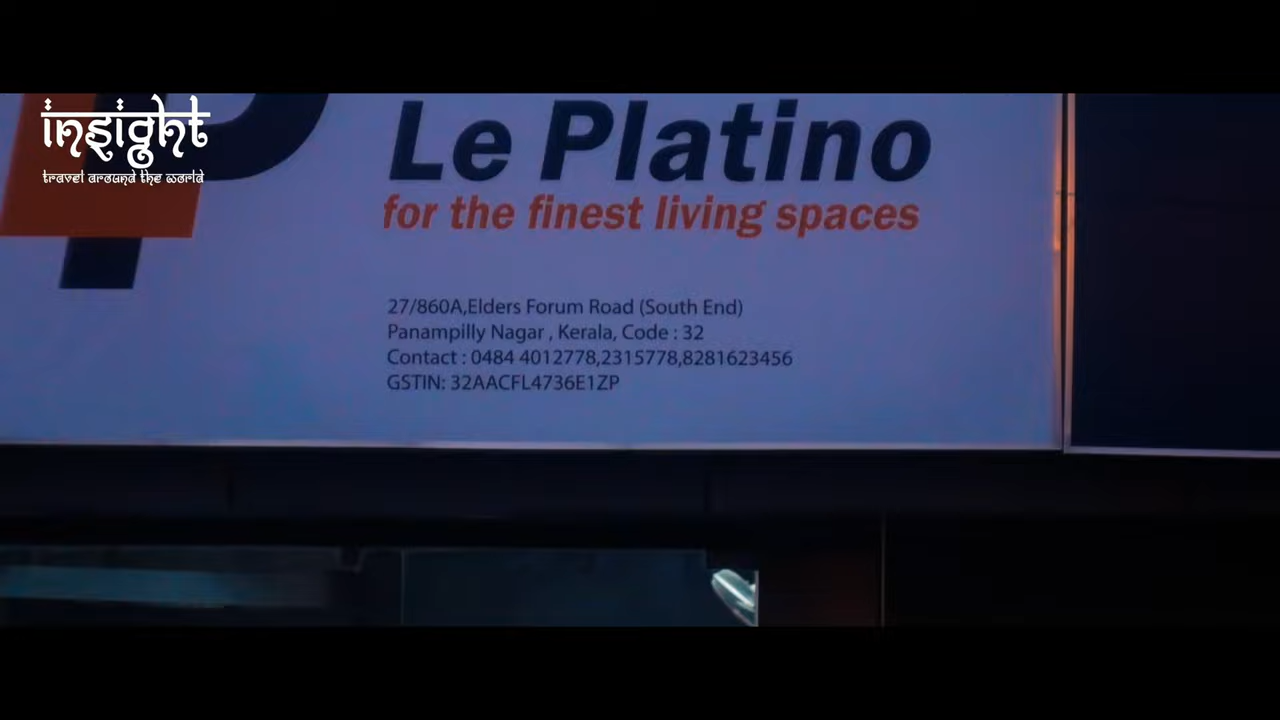 insight
travel around the world
Le Platino
for the finest living spaces
27/860A,Elders Forum Road (South End)
Panampilly Nagar , Kerala, Code : 32
Contact : 0484 4012778,2315778,8281623456
GSTIN: 32AACFL4736E1ZP